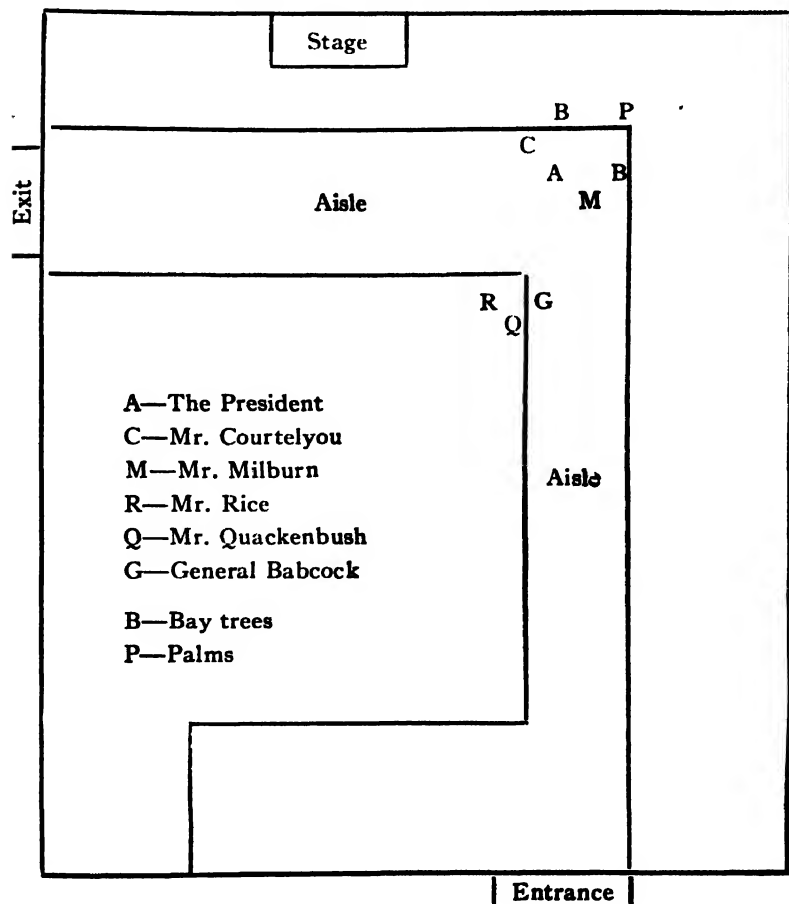 Stage
B P
C
A B
Exit
Aisle
M
R G
Q
A—The President
C—Mr. Courtelyou
M—Mr. Milburn
Aisle
R—Mr. Rice
Q—Mr. Quackenbush
G—General Babcock
B—Bay trees
P—Palms
Entrance